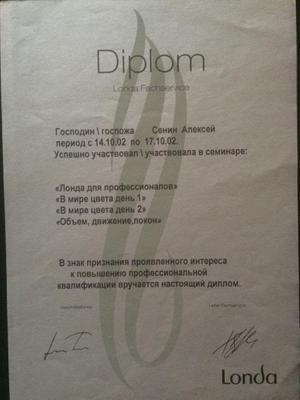 Diplom
Londa Fachservice
Господин \ госпожа Сенин Алексей
период с 14.10.02 по 17.10.02.
Успешно участвовал \ участвовала в семинаре:
«Лонда для профессионалов»
«В мире цвета день 1»
«В мире цвета день 2»
«Объем, движение,локон»
В знак признания проявленного интереса
к повышению профессиональной
квалификации вручается настоящий диплом.
Londa